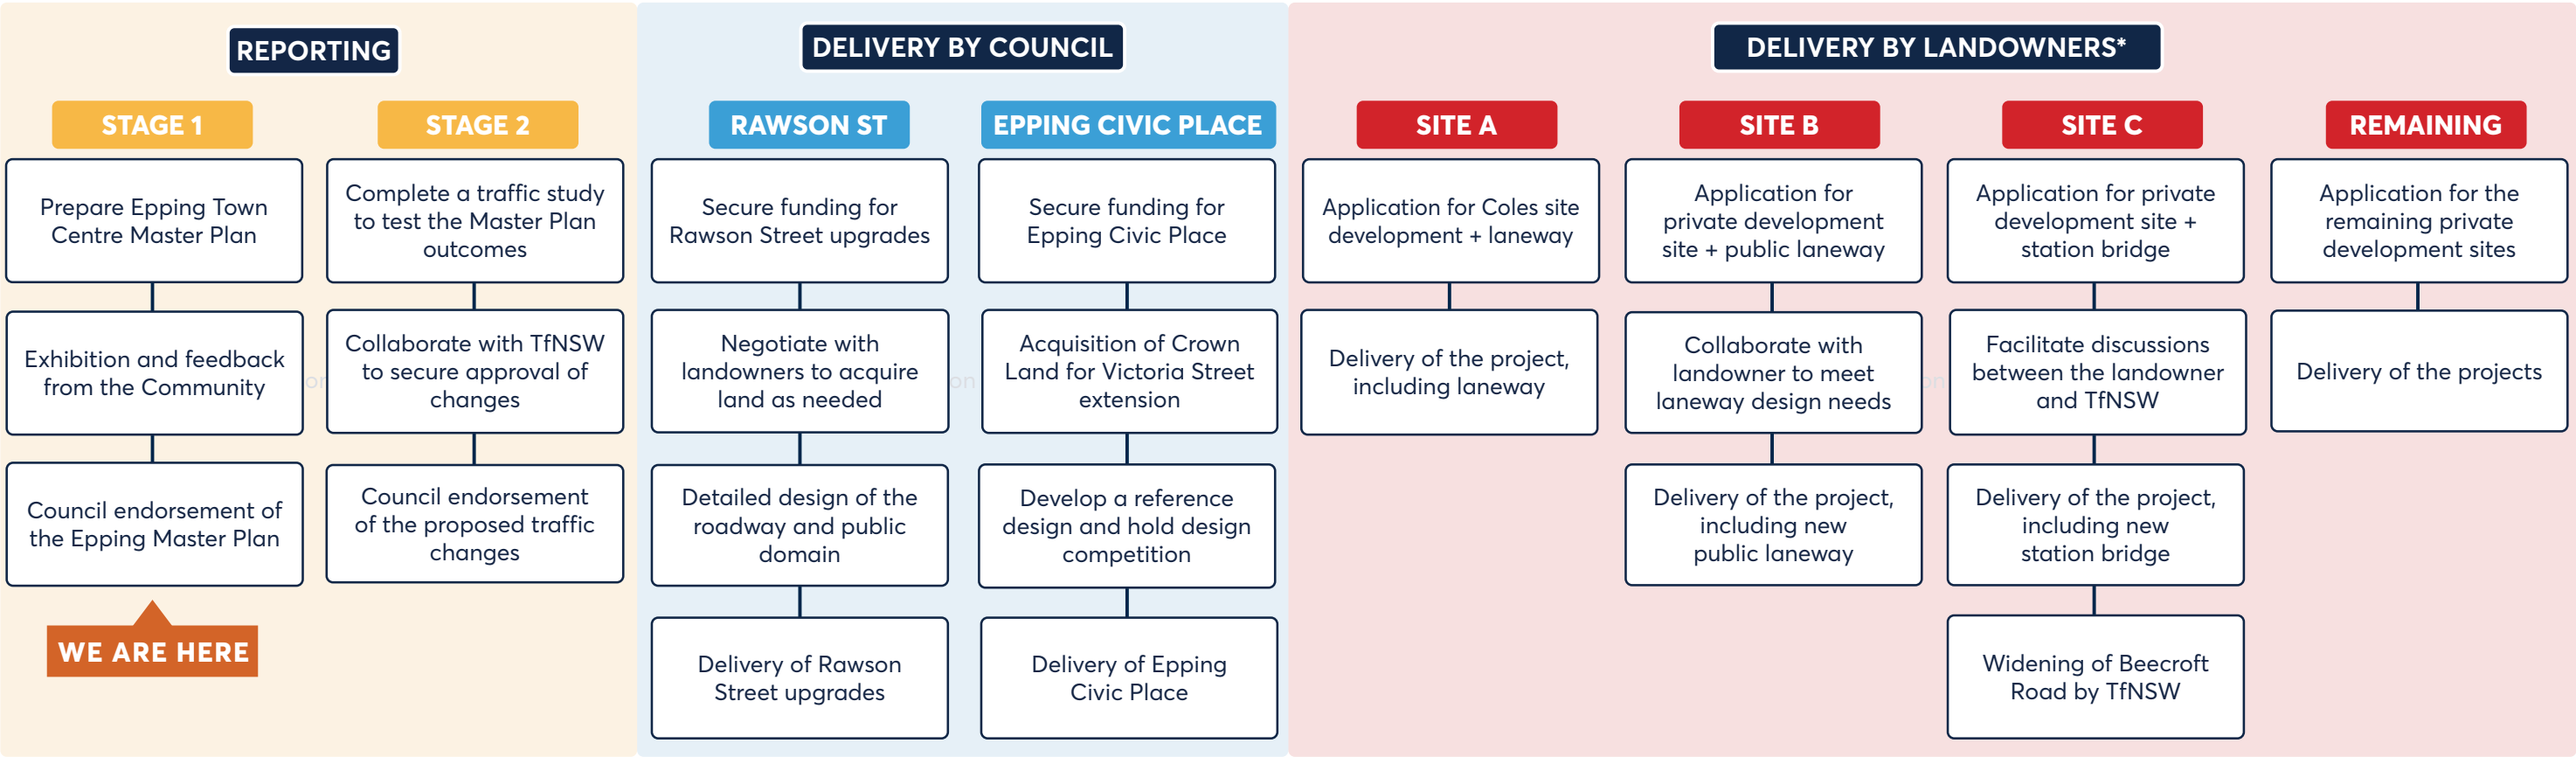 REPORTING
STAGE 1
Prepare Epping Town
Centre Master Plan
Exhibition and feedback
from the Community
Council endorsement of
the Epping Master Plan
WE ARE HERE
STAGE 2
Complete a traffic study
to test the Master Plan
outcomes
Collaborate with TfNSW
to secure approval of
changes
Council endorsement
of the proposed traffic
changes
DELIVERY BY COUNCIL
RAWSON ST
Secure funding for
Rawson Street upgrades
Negotiate with
landowners to acquire
land as needed
Detailed design of the
roadway and public
domain
Delivery of Rawson
Street upgrades
EPPING CIVIC PLACE
Secure funding for
Epping Civic Place
Acquisition of Crown
Land for Victoria Street
extension
Develop a reference
design and hold design
competition
Delivery of Epping
Civic Place
DELIVERY BY LANDOWNERS*
SITE A
Application for Coles site
development + laneway
Delivery of the project,
including laneway
SITE B
Application for
private development
site + public laneway
Collaborate with
landowner to meet
laneway design needs
Delivery of the project,
including new
public laneway
SITE C
Application for private
development site +
station bridge
Facilitate discussions
between the landowner
and TfNSW
Delivery of the project,
including new
station bridge
Widening of Beecroft
Road by TfNSW
REMAINING
Application for the
remaining private
development sites
Delivery of the projects